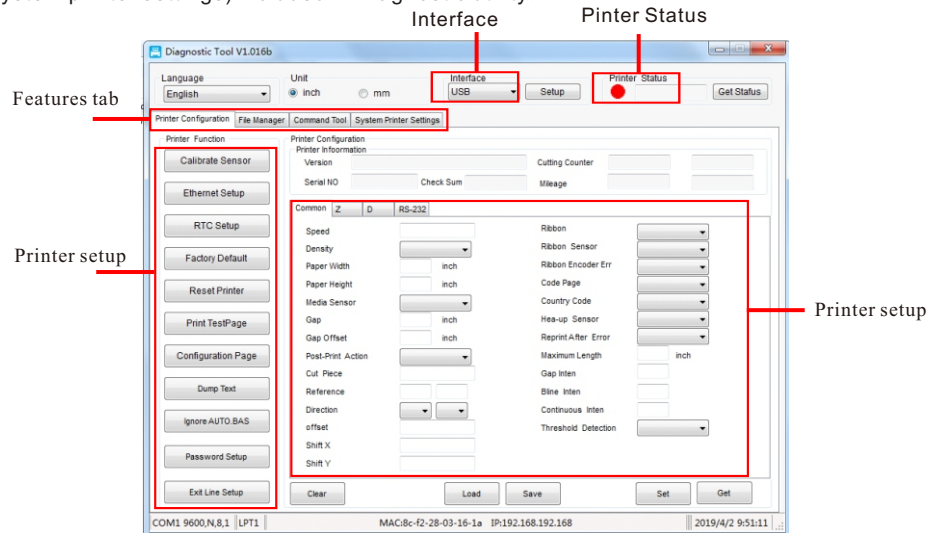 Interface
Pinter Status
Diagnostic Tool V1.016b
Language
Unit
Interface
Printer Status
English
inch
mm
USB
Setup
Get Status
Features tab
Printer Configuration
File Manager
Command Tool
System Printer Settings
Printer Function
Calibrate Sensor
Ethernet Setup
RTC Setup
Factory Default
Reset Printer
Print TestPage
Configuration Page
Dump Text
Ignore AUTO.BAS
Password Setup
Exit Line Setup
Printer setup
Printer Configuration
Printer Infoormation
Version
Cutting Counter
Serial NO
Check Sum
Mileage
Common
Z
D
RS-232
Speed
Density
Paper Width
inch
Paper Height
inch
Media Sensor
Gap
inch
Gap Offset
inch
Post-Print Action
Cut Piece
Reference
Direction
offset
Shift X
Shift Y
Ribbon
Ribbon Sensor
Ribbon Encoder Err
Code Page
Country Code
Hea-up Sensor
Reprint After Error
Maximum Length
inch
Gap Inten
Bline Inten
Continuous Inten
Threshold Detection
Printer setup
Clear
Load
Save
Set
Get
COM1 9600,N,8,1
LPT1
MAC:8c-f2-28-03-16-1a
IP:192.168.192.168
2019/4/2 9:51:11